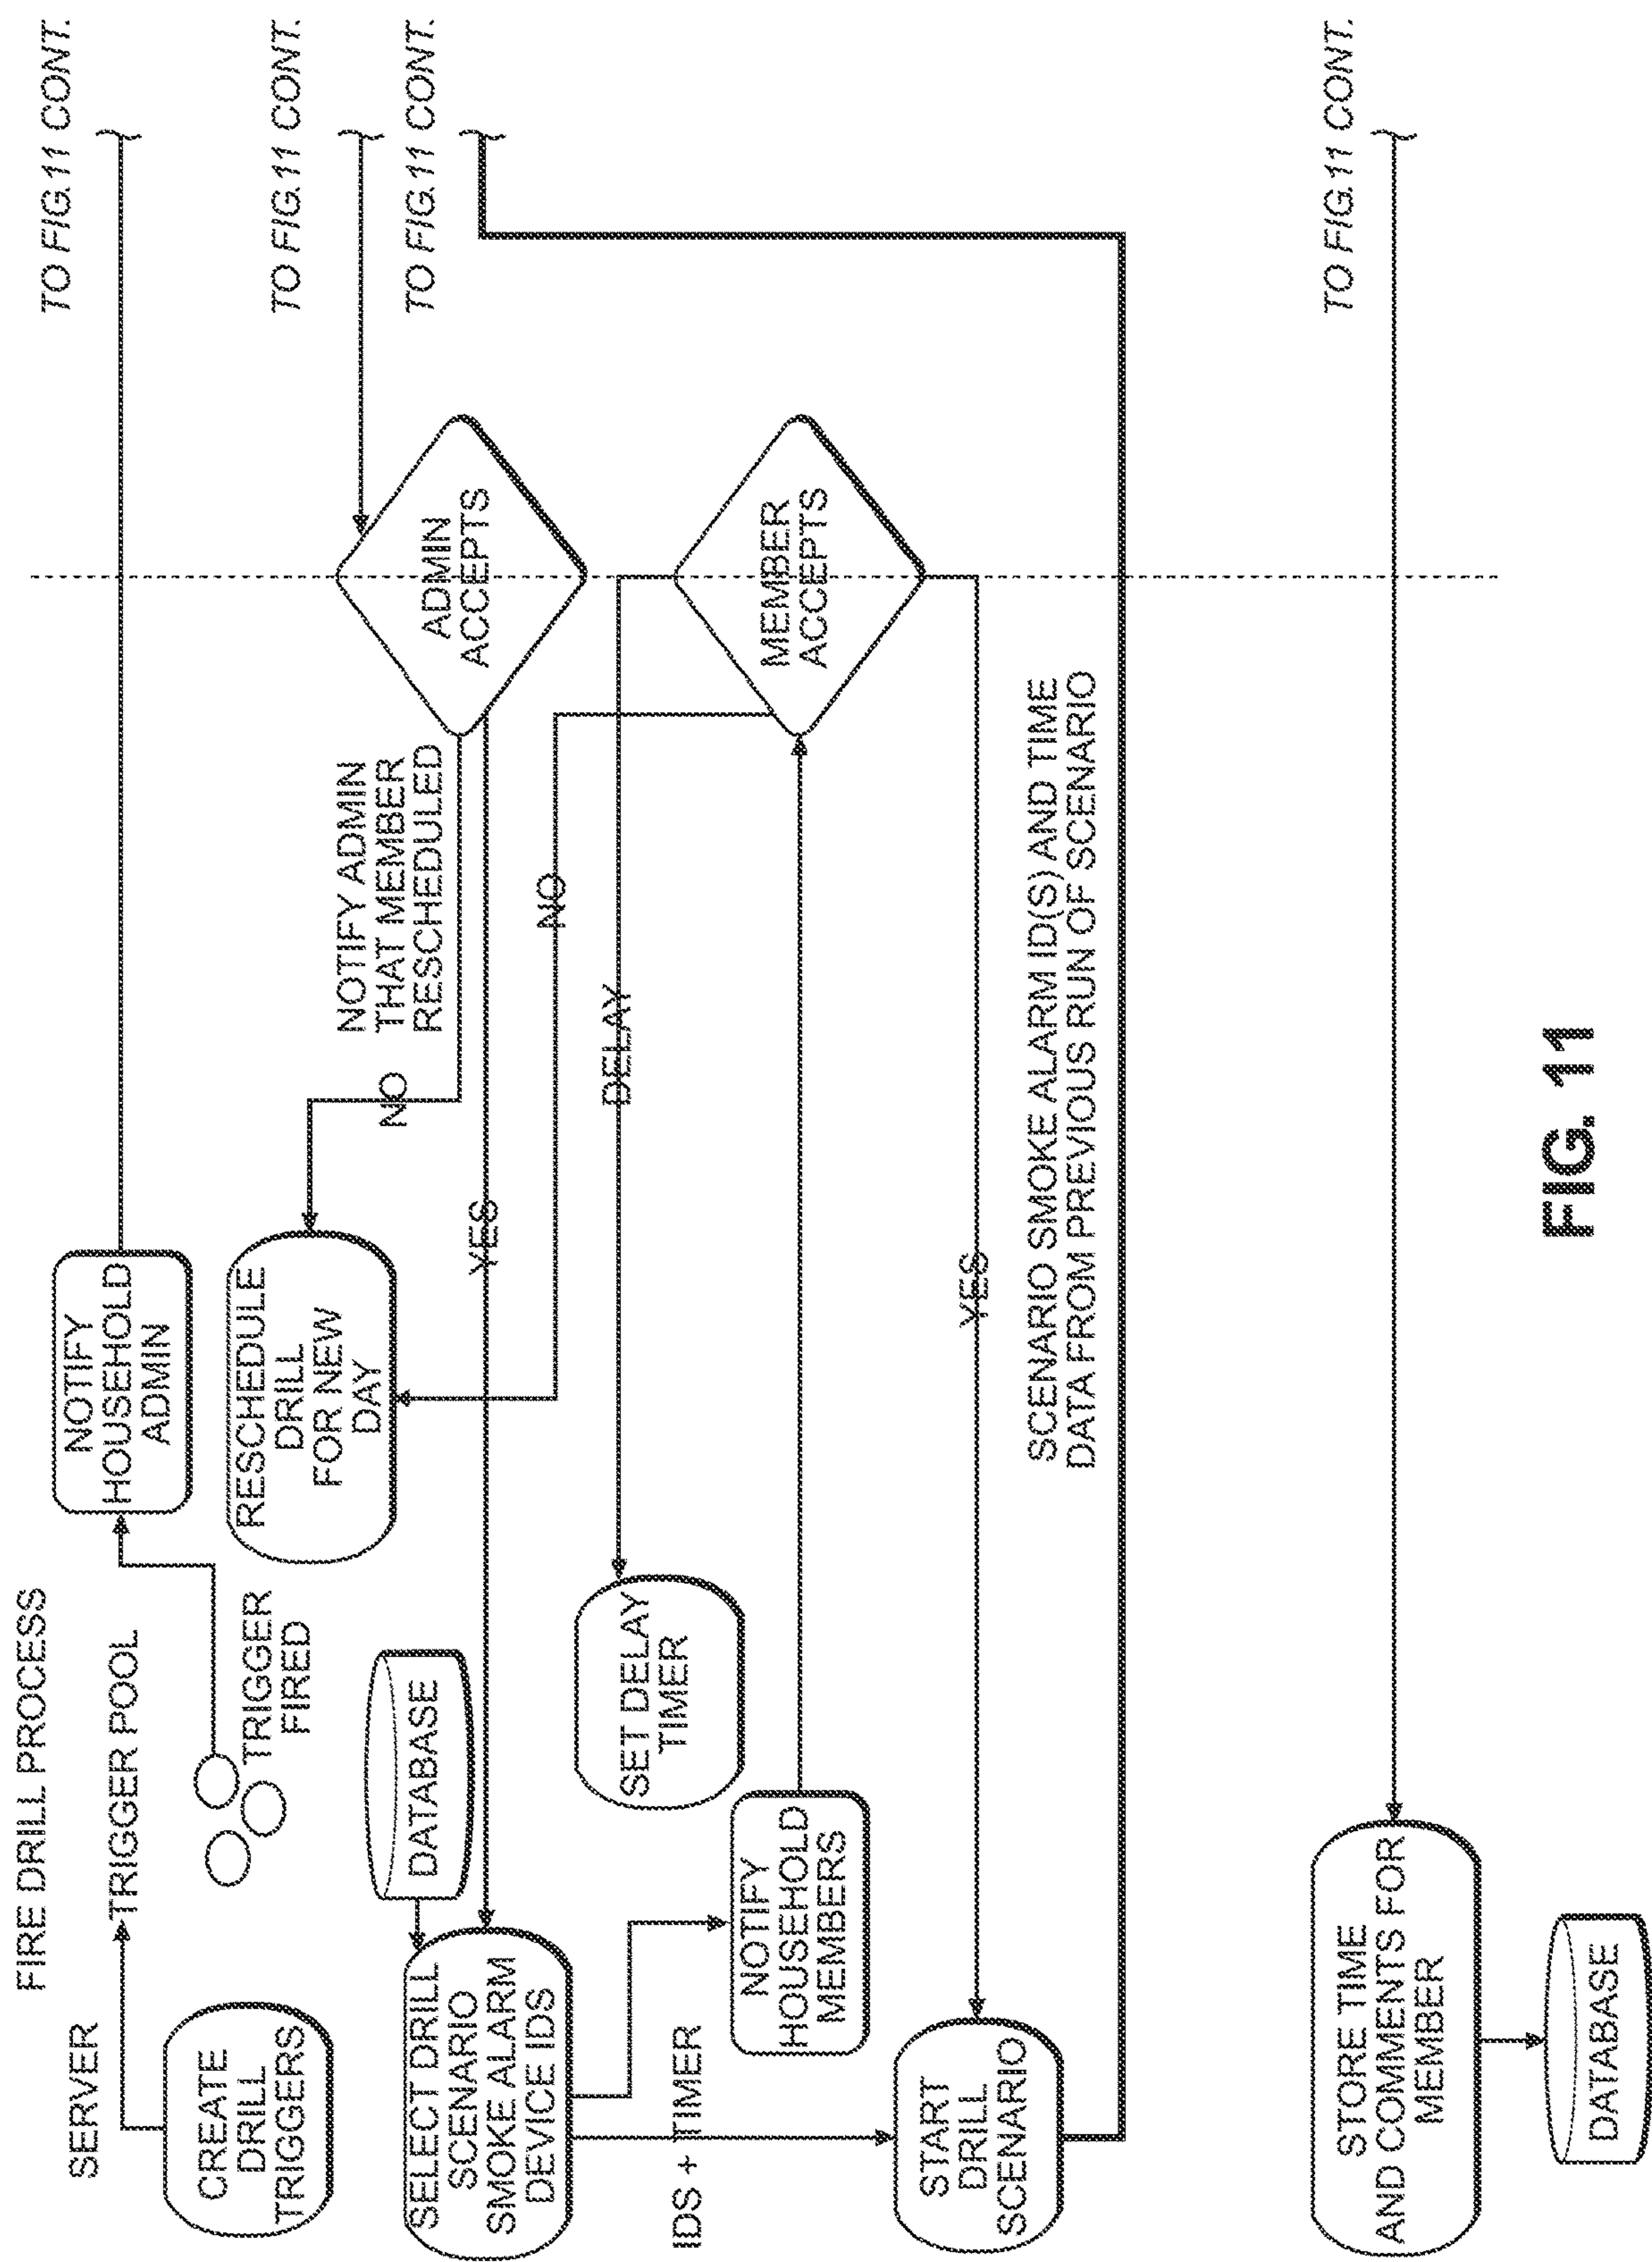 FIRE DRILL PROCESS
SERVER
TRIGGER POOL
TO FIG.11 CONT.
CREATE
DRILL
TRIGGERS
TRIGGER
FIRED
NOTIFY
HOUSEHOLD
ADMIN
RESCHEDULE
DRILL
FOR NEW
DAY
TO FIG.11 CONT.
NOTIFY ADMIN
THAT MEMBER
RESCHEDULED
NO
ADMIN
ACCEPTS
TO FIG.11 CONT.
DATABASE
YES
SELECT DRILL
SCENARIO
SMOKE ALARM
DEVICE IDS
NO
SET DELAY
TIMER
DELAY
IDS + TIMER
NOTIFY
HOUSEHOLD
MEMBERS
MEMBER
ACCEPTS
START
DRILL
SCENARIO
YES
SCENARIO SMOKE ALARM ID(S) AND TIME
DATA FROM PREVIOUS RUN OF SCENARIO
TO FIG.11 CONT.
STORE TIME
AND COMMENTS FOR
MEMBER
DATABASE
FIG. 11